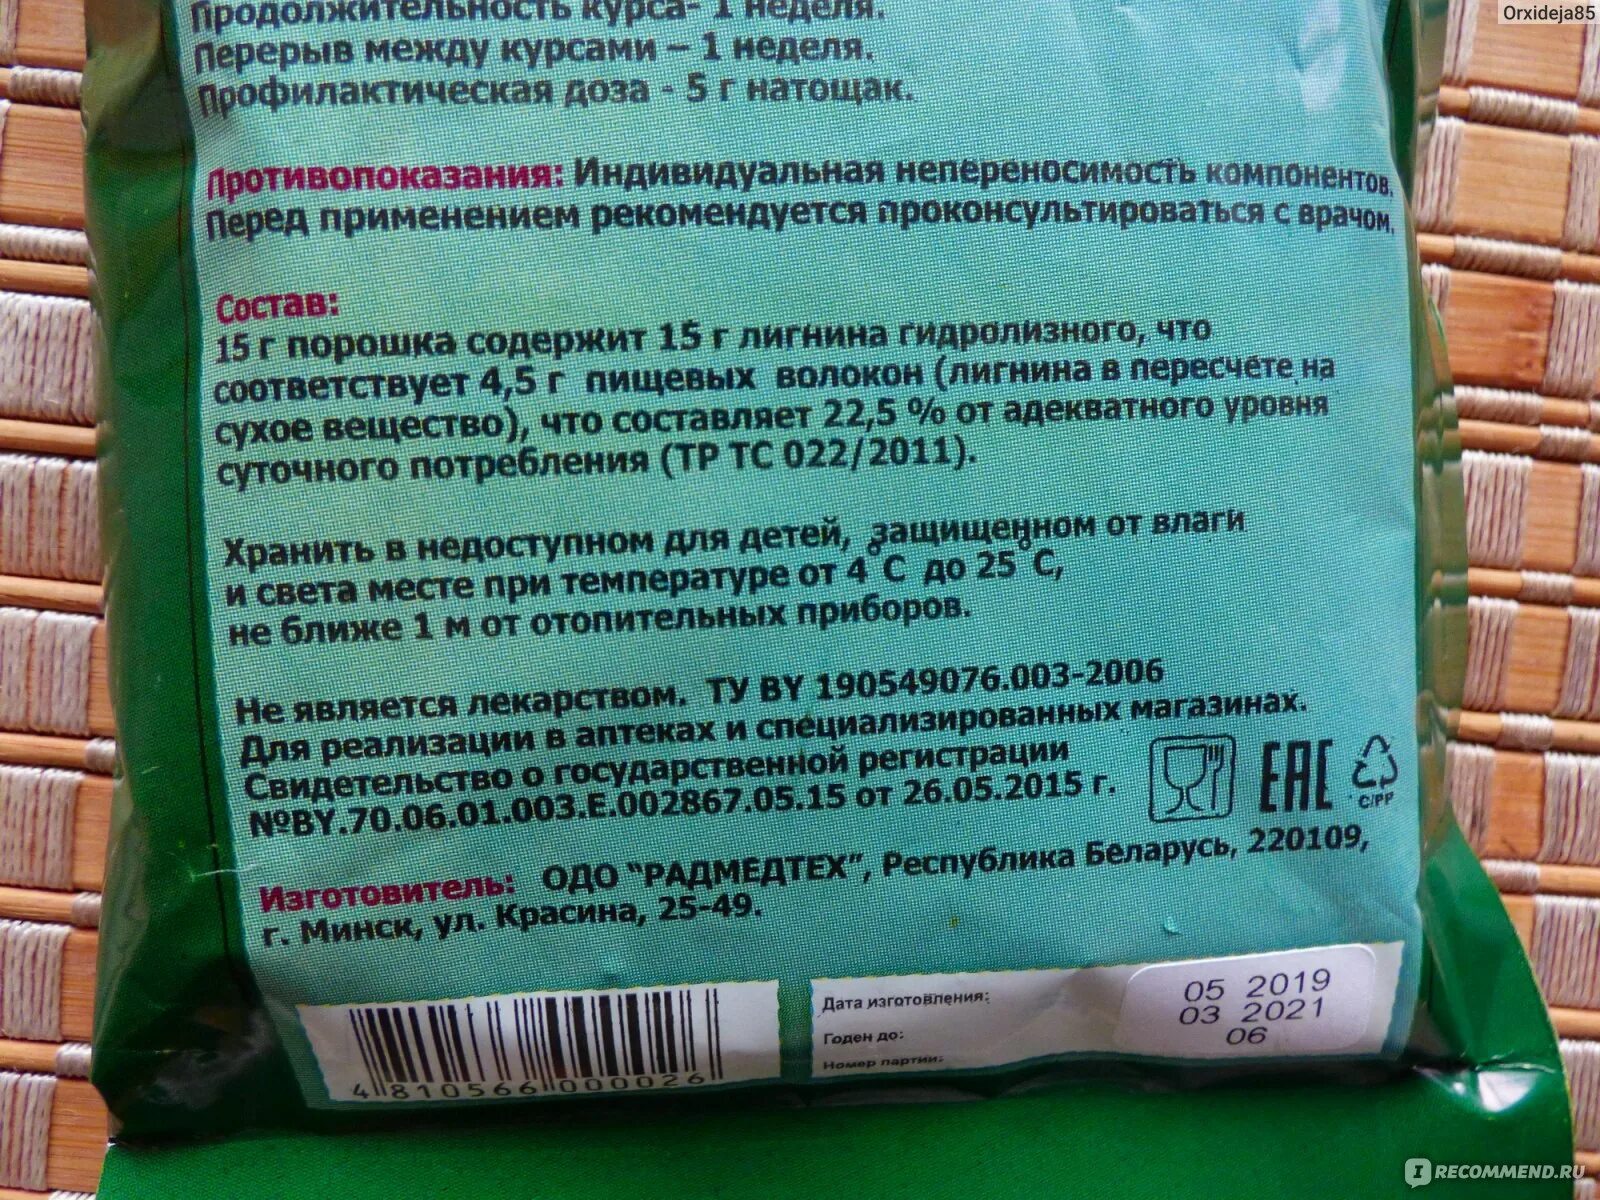 Orxideja85
Продолжительность курса- 1 неделя.
Перерыв между курсами – 1 неделя.
Профилактическая доза - 5 г натощак.
Противопоказания: Индивидуальная непереносимость компонентов.
Перед применением рекомендуется проконсультироваться с врачом.
Состав:
15 г порошка содержит 15 г лигнина гидролизного, что
соответствует 4,5 г пищевых волокон (лигнина в пересчете на
сухое вещество), что составляет 22,5 % от адекватного уровня
суточного потребления (ТР ТС 022/2011).
Хранить в недоступном для детей, защищенном от влаги
и света месте при температуре от 4°С до 25°С,
не ближе 1 м от отопительных приборов.
Не является лекарством. ТУ BY 190549076.003-2006
Для реализации в аптеках и специализированных магазинах.
Свидетельство о государственной регистрации
№BY.70.06.01.003.Е.002867.05.15 от 26.05.2015 г.
EAC
C/PP
Изготовитель: ОДО "РАДМЕДТЕХ", Республика Беларусь, 220109,
г. Минск, ул. Красина, 25-49.
4 810566 000026
Дата изготовления: 05 2019
Годен до: 03 2021
Номер партии: 06
IRECOMMEND.RU